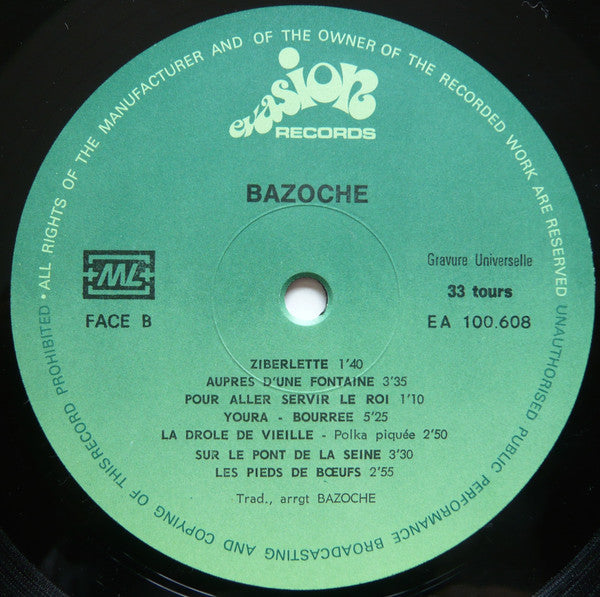 • ALL RIGHTS OF THE MANUFACTURER AND OF THE OWNER OF THE RECORDED WORK ARE RESERVED UNAUTHORISED PUBLIC PERFORMANCE BROADCASTING AND COPYING OF THIS RECORD PROHIBITED
evasion
RECORDS
BAZOCHE
ML
Gravure Universelle
33 tours
FACE B
EA 100.608
ZIBERLETTE 1'40
AUPRES D'UNE FONTAINE 3'35
POUR ALLER SERVIR LE ROI 1'10
YOURA - BOURREE 5'25
LA DROLE DE VIEILLE - Polka piquée 2'50
SUR LE PONT DE LA SEINE 3'30
LES PIEDS DE BŒUFS 2'55
Trad., arrgt BAZOCHE